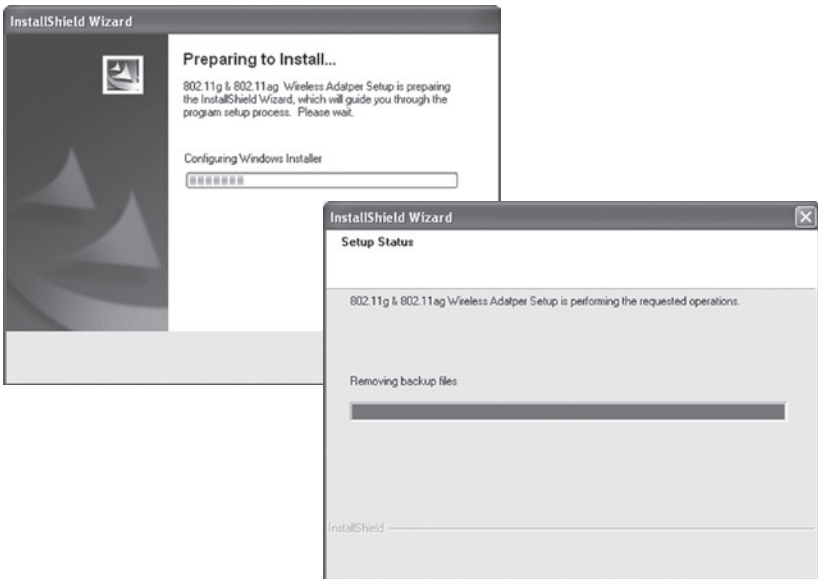 InstallShield Wizard
Preparing to Install...
802.11g & 802.11ag Wireless Adatper Setup is preparing
the InstallShield Wizard, which will guide you through the
program setup process. Please wait.
Configuring Windows Installer
InstallShield Wizard
Setup Status
802.11g & 802.11ag Wireless Adatper Setup is performing the requested operations.
Removing backup files
InstallShield